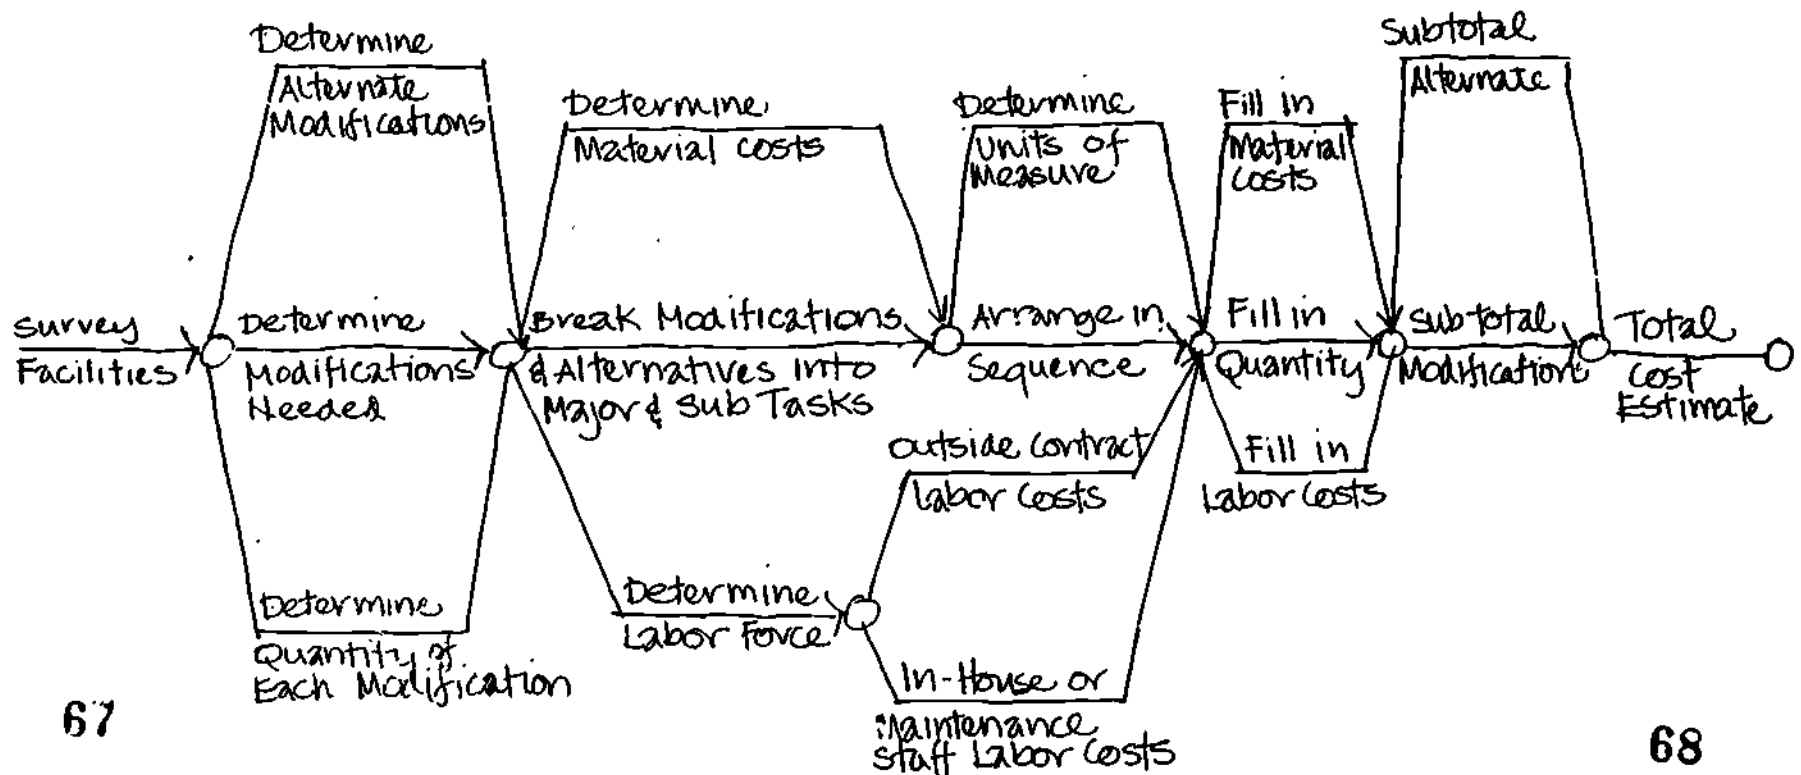 Survey
Facilities
Determine
Alternate
Modifications
Determine
Modifications
Needed
Determine
Quantity of
Each Modification
Determine
Material Costs
Break Modifications
& Alternatives Into
Major & Sub Tasks
Determine
Labor Force
Outside Contract
Labor Costs
In-House or
Maintenance
Staff Labor Costs
Determine
Units of
Measure
Arrange in
Sequence
Fill in
Material
Costs
Fill in
Quantity
Fill in
Labor Costs
Subtotal
Alternate
Subtotal
Modification
Total
Cost
Estimate
67
68